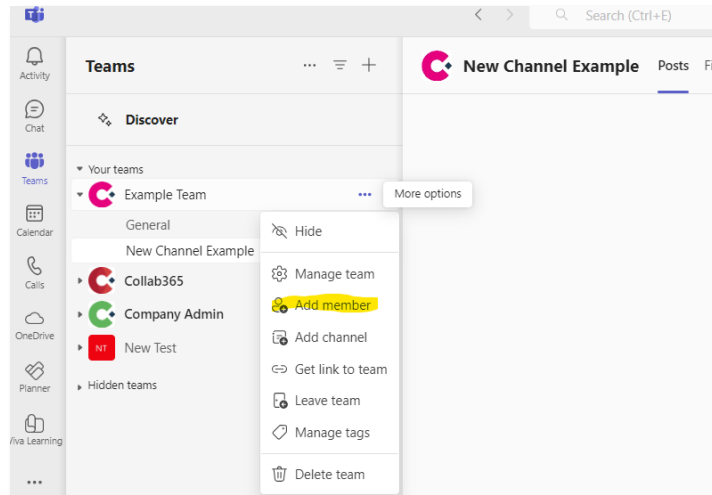 Search (Ctrl+E)
Activity
Chat
Teams
Calendar
Calls
OneDrive
Planner
Viva Learning
Teams
Discover
Your teams
Example Team
General
New Channel Example
Collab365
Company Admin
NT New Test
Hidden teams
More options
Hide
Manage team
Add member
Add channel
Get link to team
Leave team
Manage tags
Delete team
New Channel Example Posts